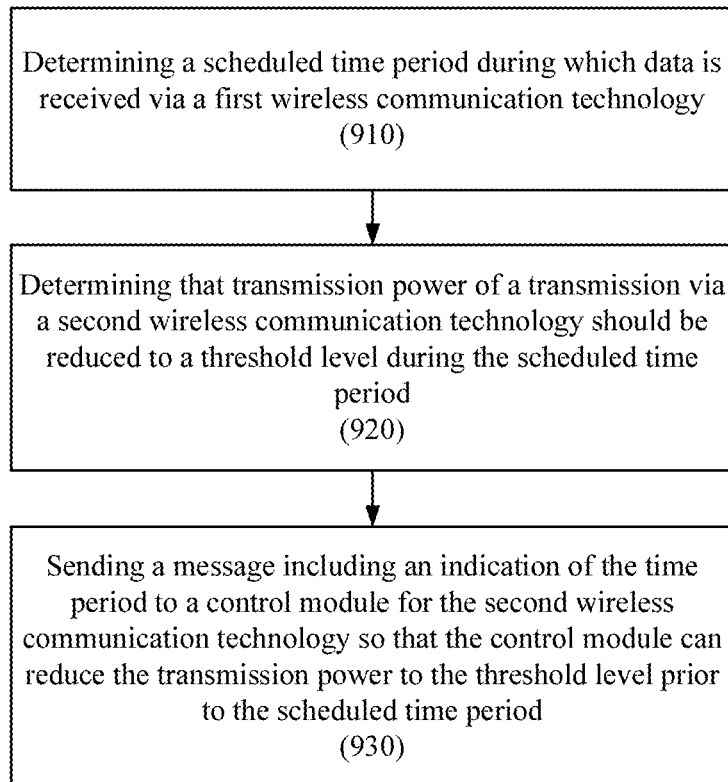 Determining a scheduled time period during which data is
received via a first wireless communication technology
(910)
Determining that transmission power of a transmission via
a second wireless communication technology should be
reduced to a threshold level during the scheduled time
period
(920)
Sending a message including an indication of the time
period to a control module for the second wireless
communication technology so that the control module can
reduce the transmission power to the threshold level prior
to the scheduled time period
(930)